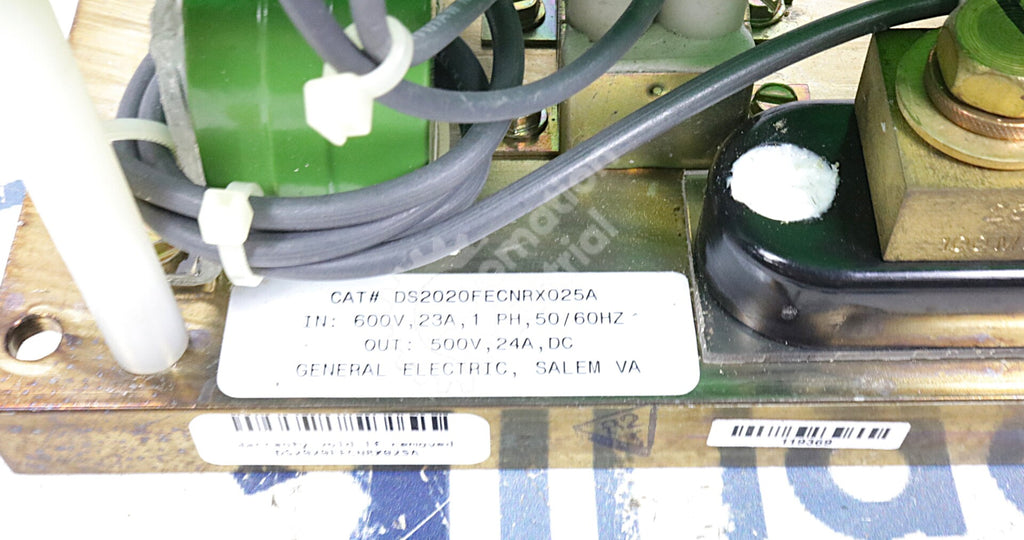 CAT# DS2020FECNRX025A
IN: 600V,23A,1 PH,50/60HZ
OUT: 500V,24A,DC
GENERAL ELECTRIC, SALEM VA
Warranty Void If Removed
DS2020FECNRX025A
119369